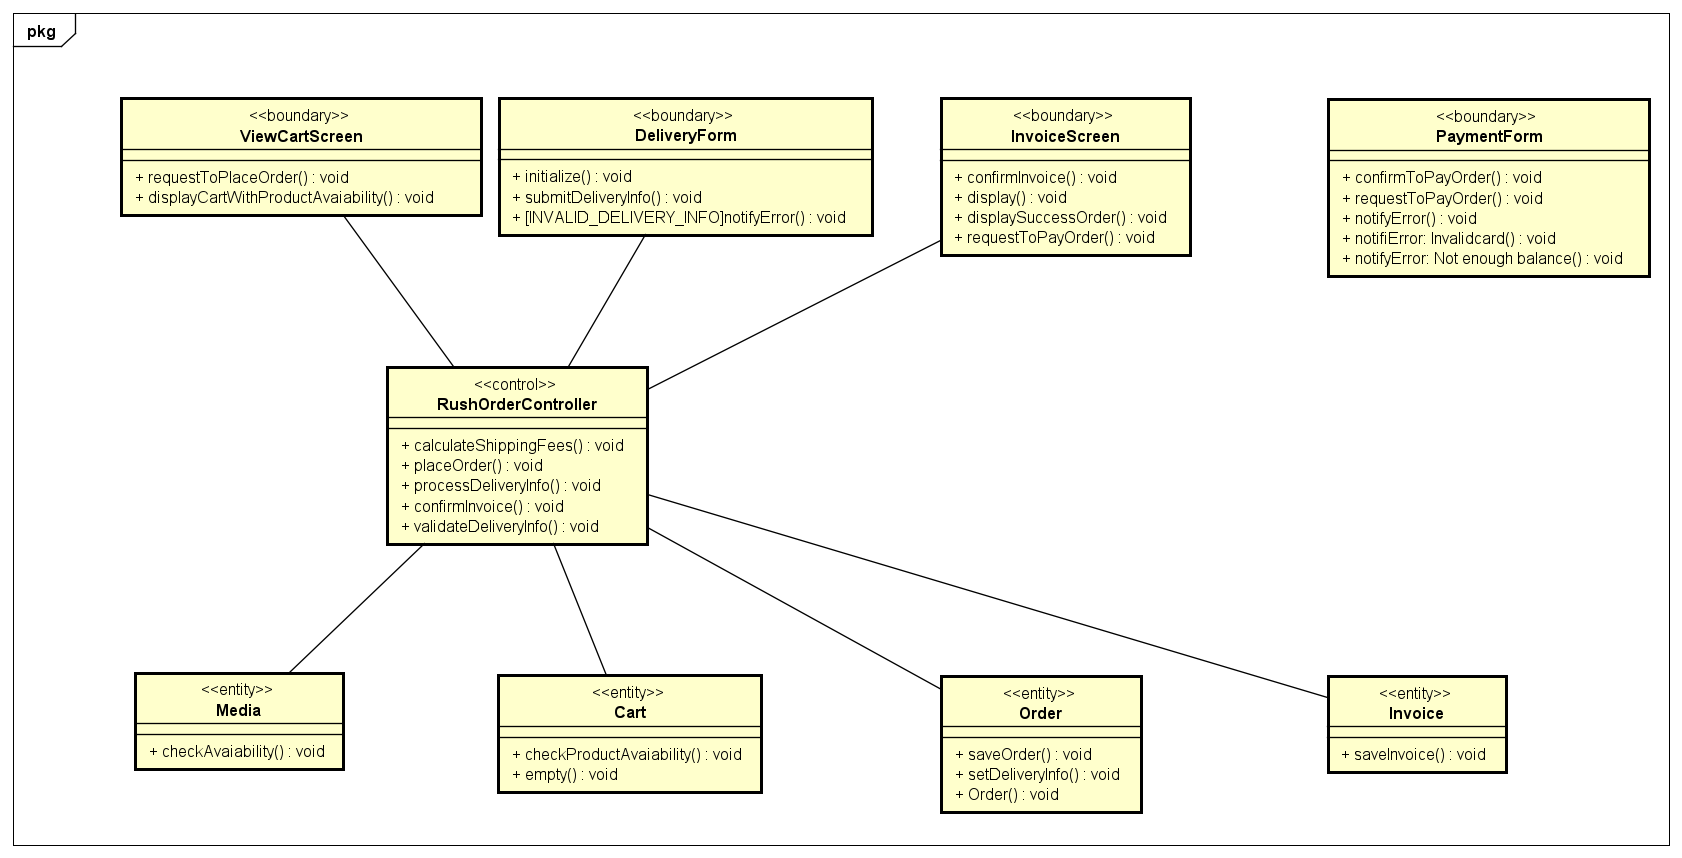 pkg
<<boundary>>
ViewCartScreen
+ requestToPlaceOrder() : void
+ displayCartWithProductAvaiability() : void
<<boundary>>
DeliveryForm
+ initialize() : void
+ submitDeliveryInfo() : void
+ [INVALID_DELIVERY_INFO]notifyError() : void
<<boundary>>
InvoiceScreen
+ confirmInvoice() : void
+ display() : void
+ displaySuccessOrder() : void
+ requestToPayOrder() : void
<<boundary>>
PaymentForm
+ confirmToPayOrder() : void
+ requestToPayOrder() : void
+ notifyError() : void
+ notifiError: Invalidcard() : void
+ notifyError: Not enough balance() : void
<<control>>
RushOrderController
+ calculateShippingFees() : void
+ placeOrder() : void
+ processDeliveryInfo() : void
+ confirmInvoice() : void
+ validateDeliveryInfo() : void
<<entity>>
Media
+ checkAvaiability() : void
<<entity>>
Cart
+ checkProductAvaiability() : void
+ empty() : void
<<entity>>
Order
+ saveOrder() : void
+ setDeliveryInfo() : void
+ Order() : void
<<entity>>
Invoice
+ saveInvoice() : void